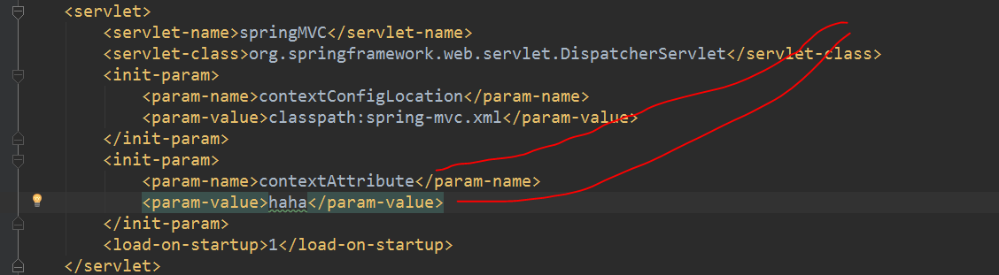 <servlet>
<servlet-name>springMVC</servlet-name>
<servlet-class>org.springframework.web.servlet.DispatcherServlet</servlet-class>
<init-param>
<param-name>contextConfigLocation</param-name>
<param-value>classpath:spring-mvc.xml</param-value>
</init-param>
<init-param>
<param-name>contextAttribute</param-name>
<param-value>haha</param-value>
</init-param>
<load-on-startup>1</load-on-startup>
</servlet>